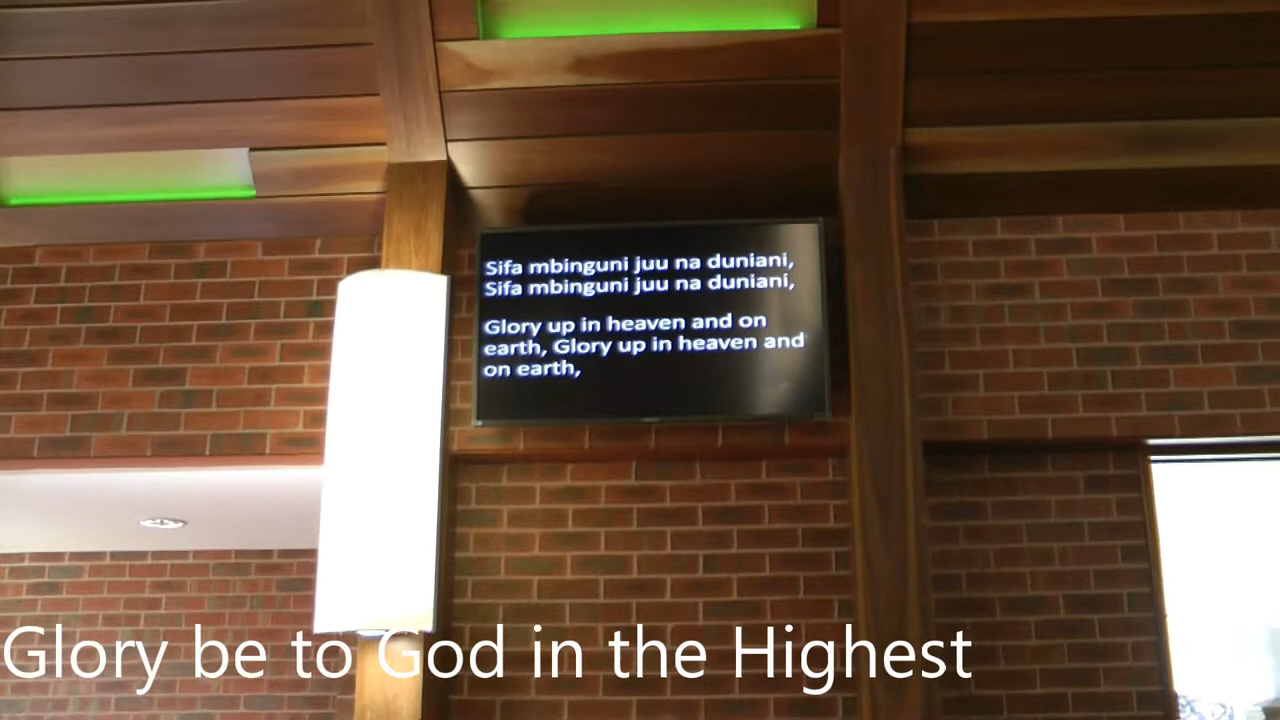 Sifa mbinguni juu na duniani,
Sifa mbinguni juu na duniani,
Glory up in heaven and on
earth, Glory up in heaven and
on earth,
Glory be to God in the Highest